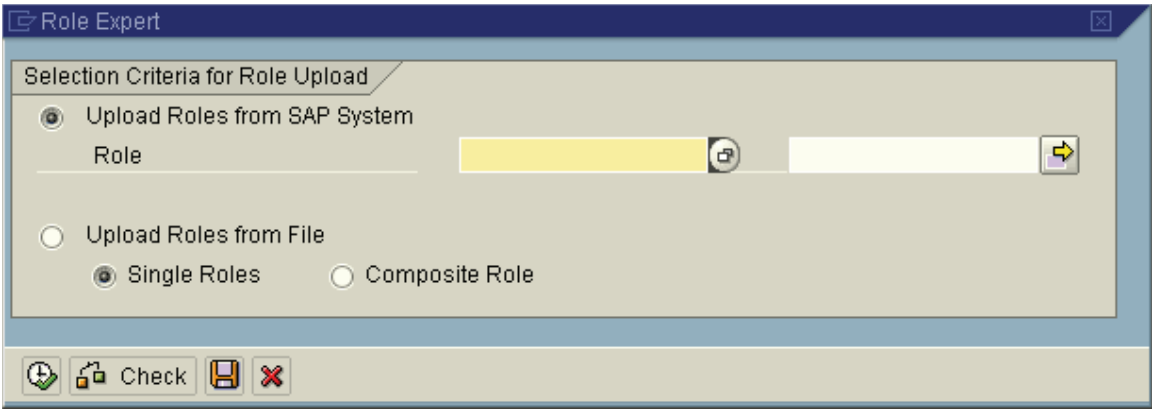 Role Expert
Selection Criteria for Role Upload
Upload Roles from SAP System
Role
Upload Roles from File
Single Roles Composite Role
Check